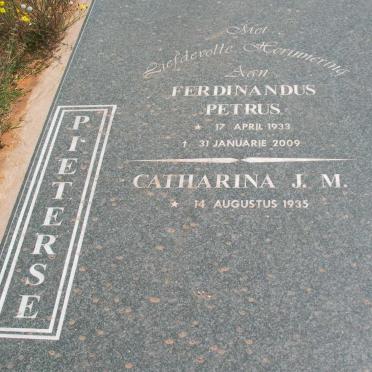 Met
Liefdevolle Herinnering
Aan
FERDINANDUS
PETRUS
★ 17 APRIL 1933
† 31 JANUARIE 2009
CATHARINA J. M.
★ 14 AUGUSTUS 1935
PIETERSE